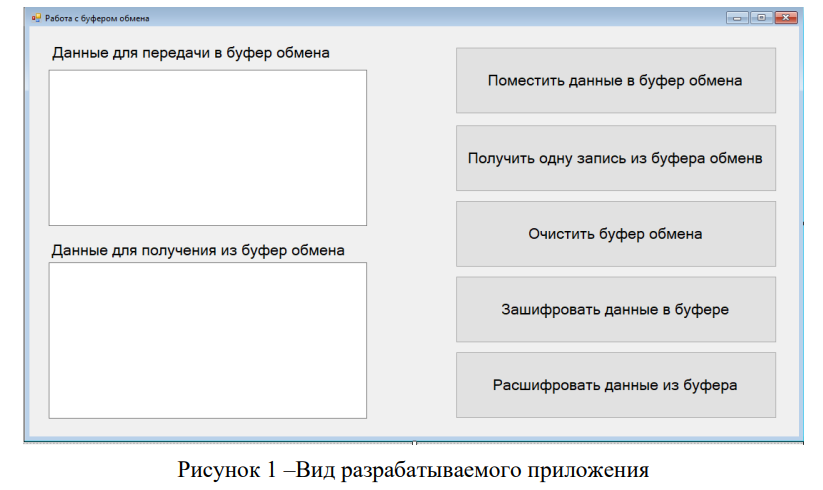 Работа с буфером обмена
Данные для передачи в буфер обмена
Поместить данные в буфер обмена
Получить одну запись из буфера обменв
Очистить буфер обмена
Данные для получения из буфер обмена
Зашифровать данные в буфере
Расшифровать данные из буфера
Рисунок 1 –Вид разрабатываемого приложения